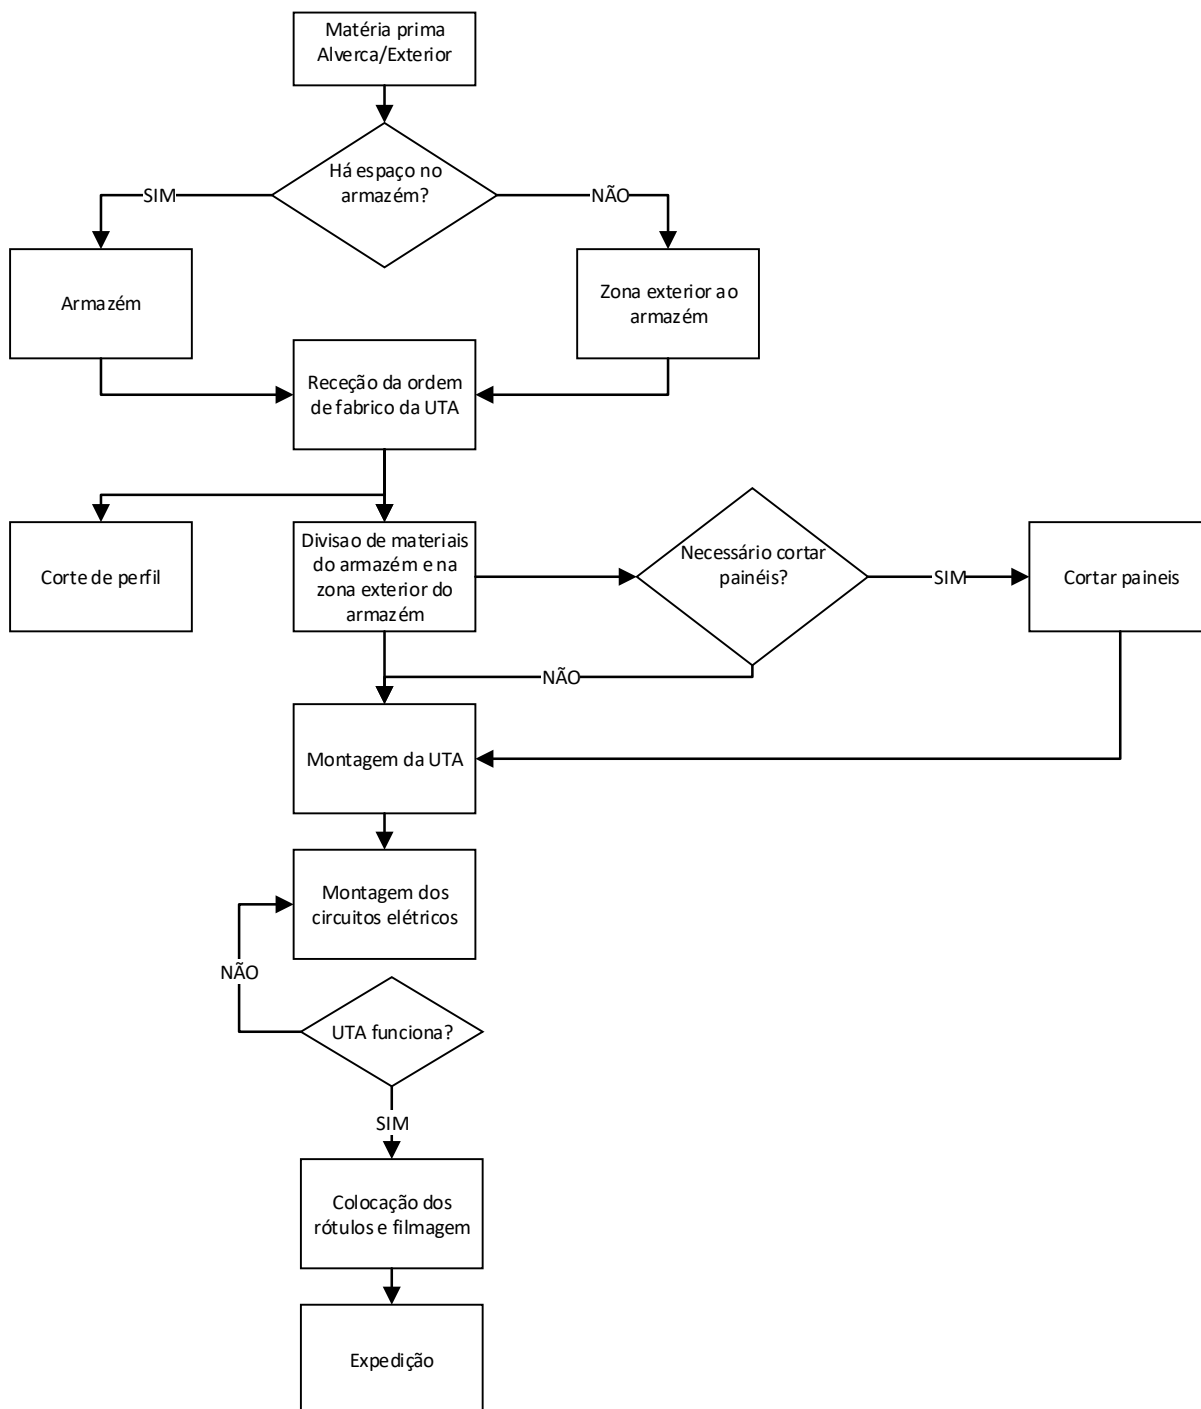 Matéria prima
Alverca/Exterior
Há espaço no
armazém?
SIM
NÃO
Armazém
Zona exterior ao
armazém
Receção da ordem
de fabrico da UTA
Corte de perfil
Divisao de materiais
do armazém e na
zona exterior do
armazém
Necessário cortar
painéis?
SIM
Cortar paineis
NÃO
Montagem da UTA
Montagem dos
circuitos elétricos
NÃO
UTA funciona?
SIM
Colocação dos
rótulos e filmagem
Expedição